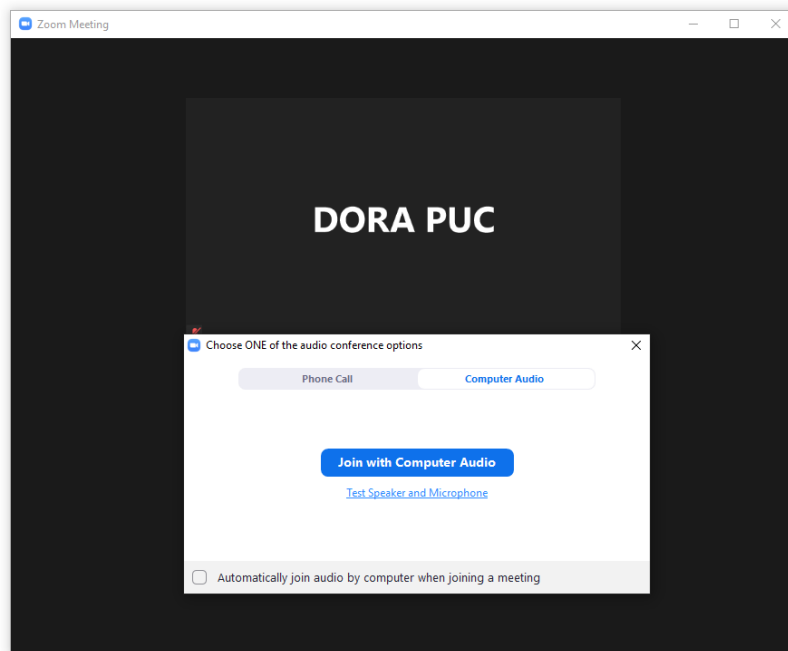 Zoom Meeting
DORA PUC
Choose ONE of the audio conference options
Phone Call
Computer Audio
Join with Computer Audio
Test Speaker and Microphone
Automatically join audio by computer when joining a meeting